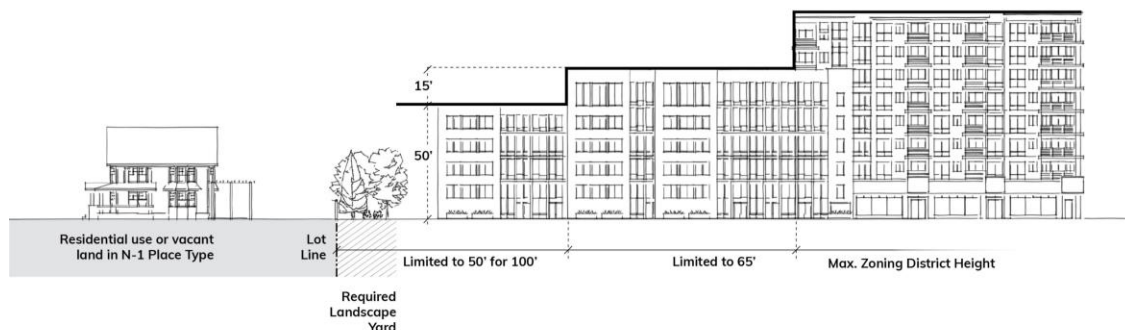 15’
50’
Residential use or vacant
land in N-1 Place Type
Lot
Line
Limited to 50’ for 100’
Limited to 65’
Max. Zoning District Height
Required
Landscape
Yard